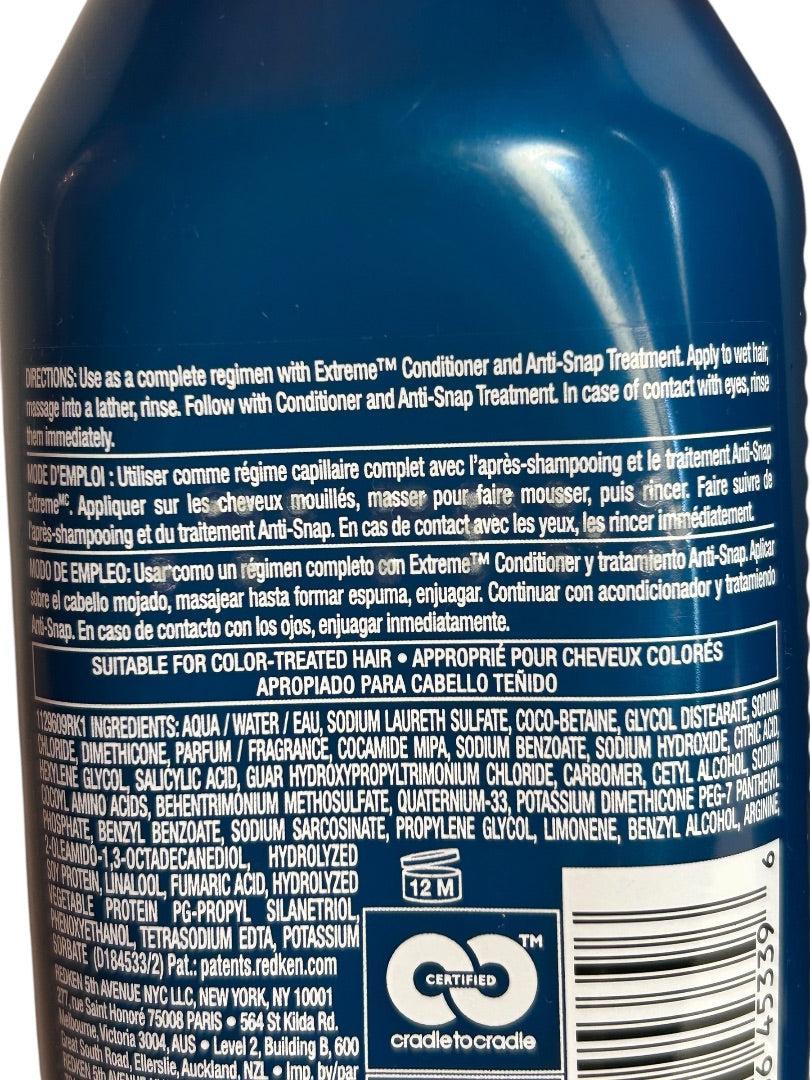 DIRECTIONS: Use as a complete regimen with Extreme™ Conditioner and Anti-Snap Treatment. Apply to wet hair,
massage into a lather, rinse. Follow with Conditioner and Anti-Snap Treatment. In case of contact with eyes, rinse
them immediately.
MODE D'EMPLOI : Utiliser comme régime capillaire complet avec l'après-shampooing et le traitement Anti-Snap
Extreme ᴹᶜ. Appliquer sur les cheveux mouillés, masser pour faire mousser, puis rincer. Faire suivre de
l'après-shampooing et du traitement Anti-Snap. En cas de contact avec les yeux, les rincer immédiatement.
MODO DE EMPLEO: Usar como un régimen completo con Extreme™ Conditioner y tratamiento Anti-Snap. Aplicar
sobre el cabello mojado, masajear hasta formar espuma, enjuagar. Continuar con acondicionador y tratamiendo
Anti-Snap. En caso de contacto con los ojos, enjuagar inmediatamente.
SUITABLE FOR COLOR-TREATED HAIR • APPROPRIÉ POUR CHEVEUX COLORÉS
APROPIADO PARA CABELLO TEÑIDO
1129609RK1 INGREDIENTS: AQUA / WATER / EAU, SODIUM LAURETH SULFATE, COCO-BETAINE, GLYCOL DISTEARATE, SODIUM
CHLORIDE, DIMETHICONE, PARFUM / FRAGRANCE, COCAMIDE MIPA, SODIUM BENZOATE, SODIUM HYDROXIDE, CITRIC ACID,
HEXYLENE GLYCOL, SALICYLIC ACID, GUAR HYDROXYPROPYLTRIMONIUM CHLORIDE, CARBOMER, CETYL ALCOHOL, SODIUM
COCOYL AMINO ACIDS, BEHENTRIMONIUM METHOSULFATE, QUATERNIUM-33, POTASSIUM DIMETHICONE PEG-7 PANTHENYL
PHOSPHATE, BENZYL BENZOATE, SODIUM SARCOSINATE, PROPYLENE GLYCOL, LIMONENE, BENZYL ALCOHOL, ARGININE,
2-OLEAMIDO-1,3-OCTADECANEDIOL, HYDROLYZED
SOY PROTEIN, LINALOOL, FUMARIC ACID, HYDROLYZED
VEGETABLE PROTEIN PG-PROPYL SILANETRIOL,
PHENOXYETHANOL, TETRASODIUM EDTA, POTASSIUM
SORBATE (D184533/2) Pat.: patents.redken.com
REDKEN 5th AVENUE NYC LLC, NEW YORK, NY 10001
277, rue Saint Honoré 75008 PARIS • 564 St Kilda Rd.
Melbourne, Victoria 3004, AUS • Level 2, Building B, 600
Great South Road, Ellerslie, Auckland, NZL • Imp. by/par
12 M
TM
CERTIFIED
cradletocradle
6 45339 6